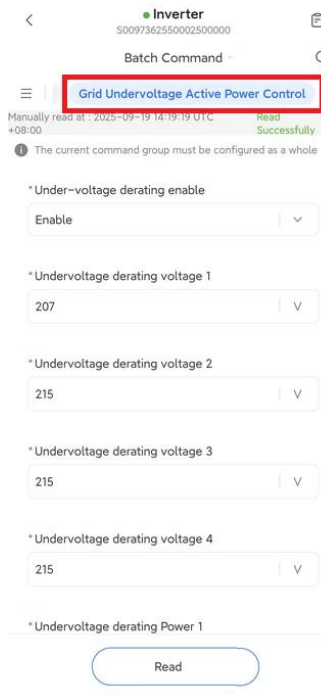 Inverter
S0097362550002500000
Batch Command
Grid Undervoltage Active Power Control
Manually read at : 2025-09-19 14:19:19 UTC +08:00
Read Successfully
The current command group must be configured as a whole
*Under-voltage derating enable
Enable
*Undervoltage derating voltage 1
207 V
*Undervoltage derating voltage 2
215 V
*Undervoltage derating voltage 3
215 V
*Undervoltage derating voltage 4
215 V
*Undervoltage derating Power 1
Read